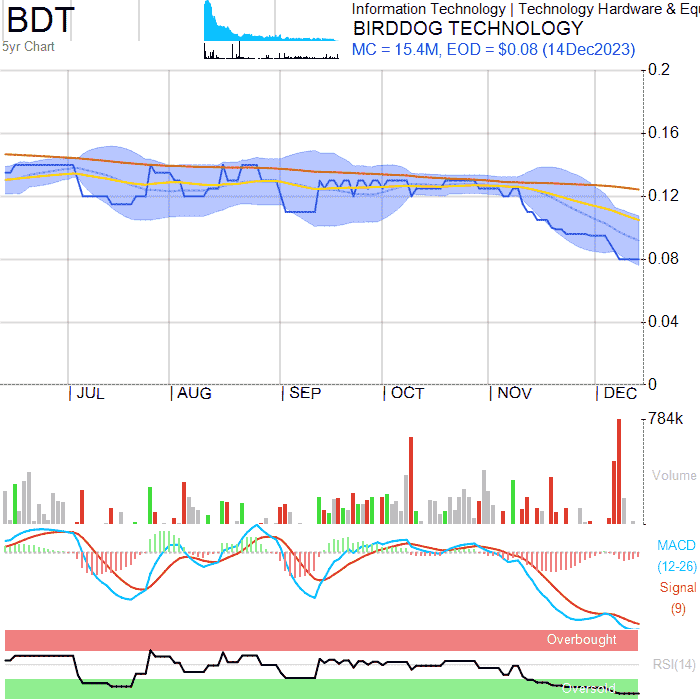 BDT
5yr Chart
Information Technology | Technology Hardware & Equ
BIRDDOG TECHNOLOGY
MC = 15.4M, EOD = $0.08 (14Dec2023)
0.2
0.16
0.12
0.08
0.04
0
JUL AUG SEP OCT NOV DEC
784k
Volume
MACD
(12-26)
Signal
(9)
Overbought
RSI(14)
Oversold